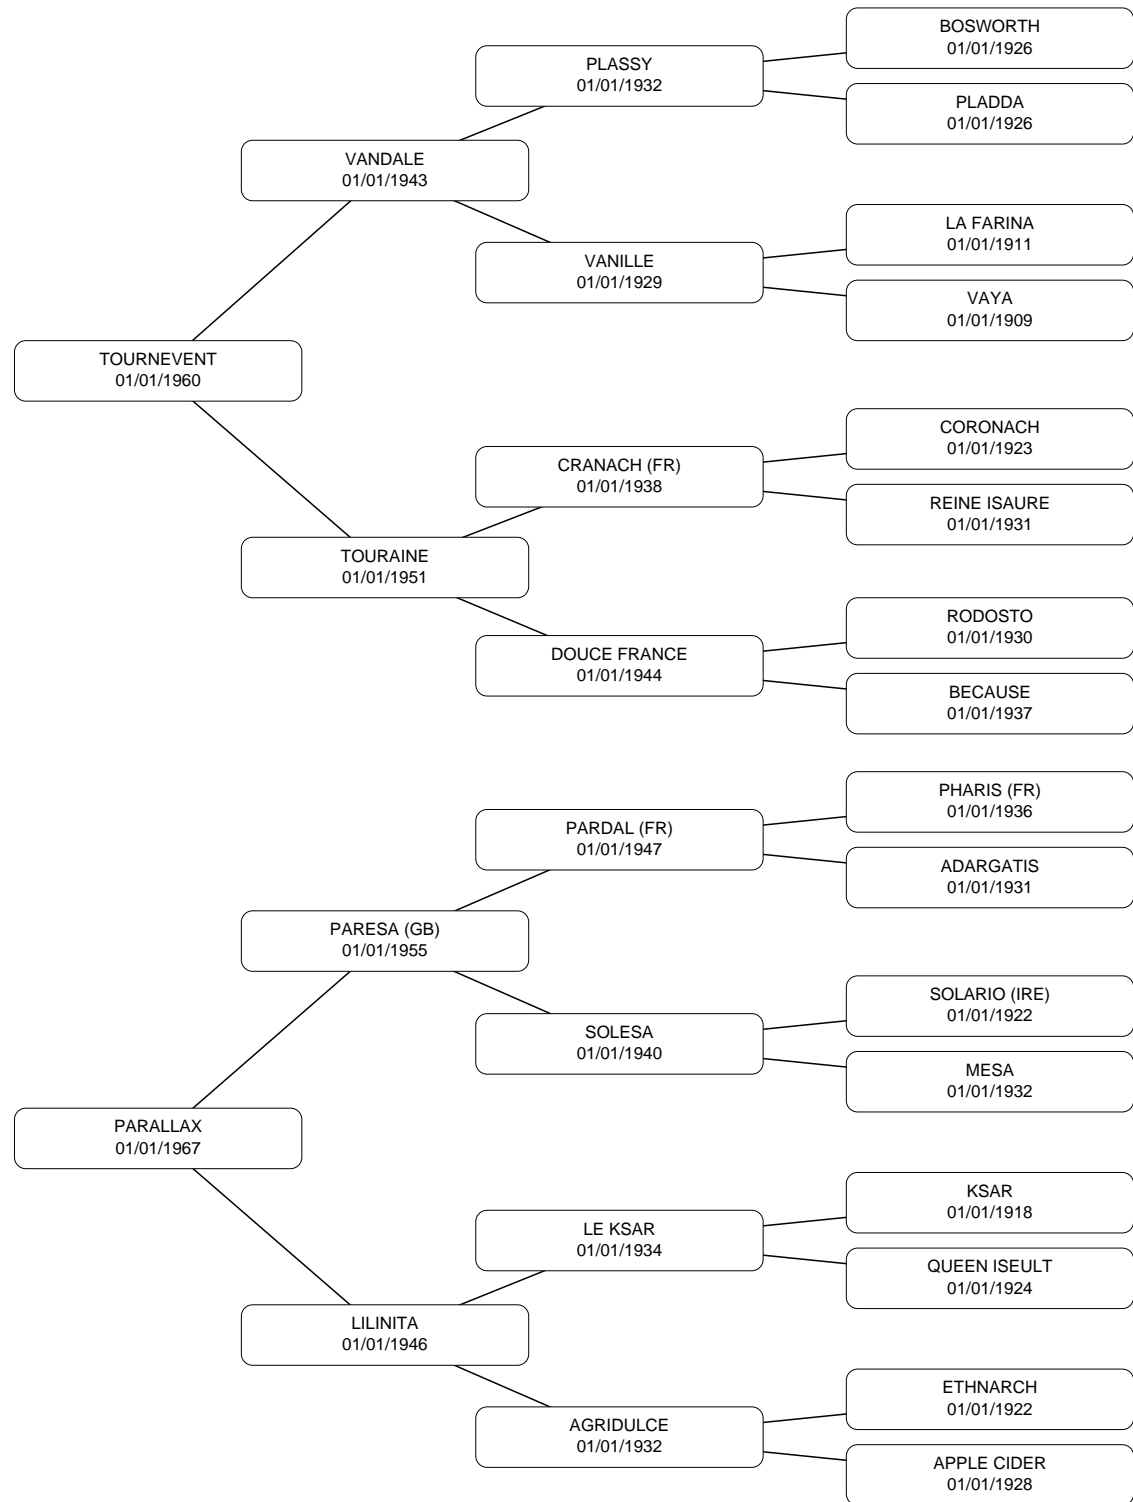 BOSWORTH
01/01/1926
PLASSY
01/01/1932
PLADDA
01/01/1926
VANDALE
01/01/1943
LA FARINA
01/01/1911
VANILLE
01/01/1929
VAYA
01/01/1909
TOURNEVENT
01/01/1960
CORONACH
01/01/1923
CRANACH (FR)
01/01/1938
REINE ISAURE
01/01/1931
TOURAINE
01/01/1951
RODOSTO
01/01/1930
DOUCE FRANCE
01/01/1944
BECAUSE
01/01/1937
PHARIS (FR)
01/01/1936
PARDAL (FR)
01/01/1947
ADARGATIS
01/01/1931
PARESA (GB)
01/01/1955
SOLARIO (IRE)
01/01/1922
SOLESA
01/01/1940
MESA
01/01/1932
PARALLAX
01/01/1967
KSAR
01/01/1918
LE KSAR
01/01/1934
QUEEN ISEULT
01/01/1924
LILINITA
01/01/1946
ETHNARCH
01/01/1922
AGRIDULCE
01/01/1932
APPLE CIDER
01/01/1928